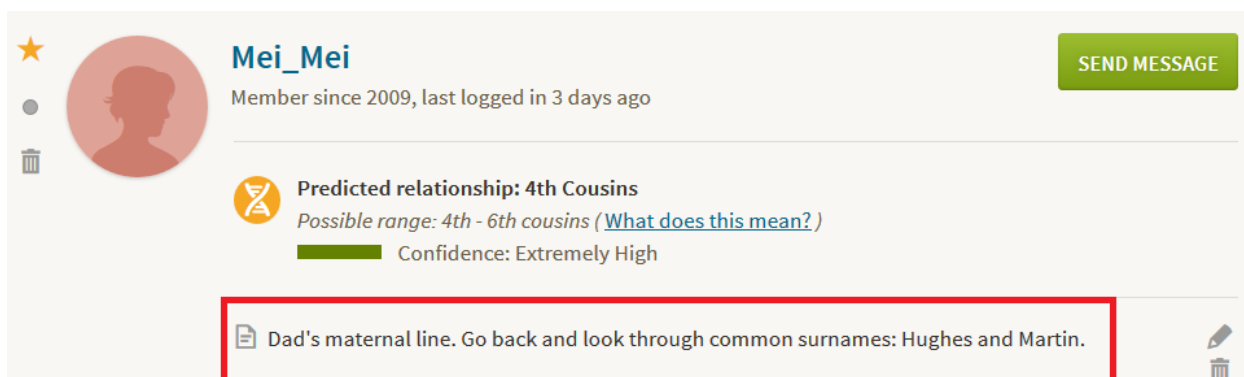 Mei_Mei
SEND MESSAGE
Member since 2009, last logged in 3 days ago
Predicted relationship: 4th Cousins
Possible range: 4th - 6th cousins ( What does this mean? )
Confidence: Extremely High
Dad's maternal line. Go back and look through common surnames: Hughes and Martin.